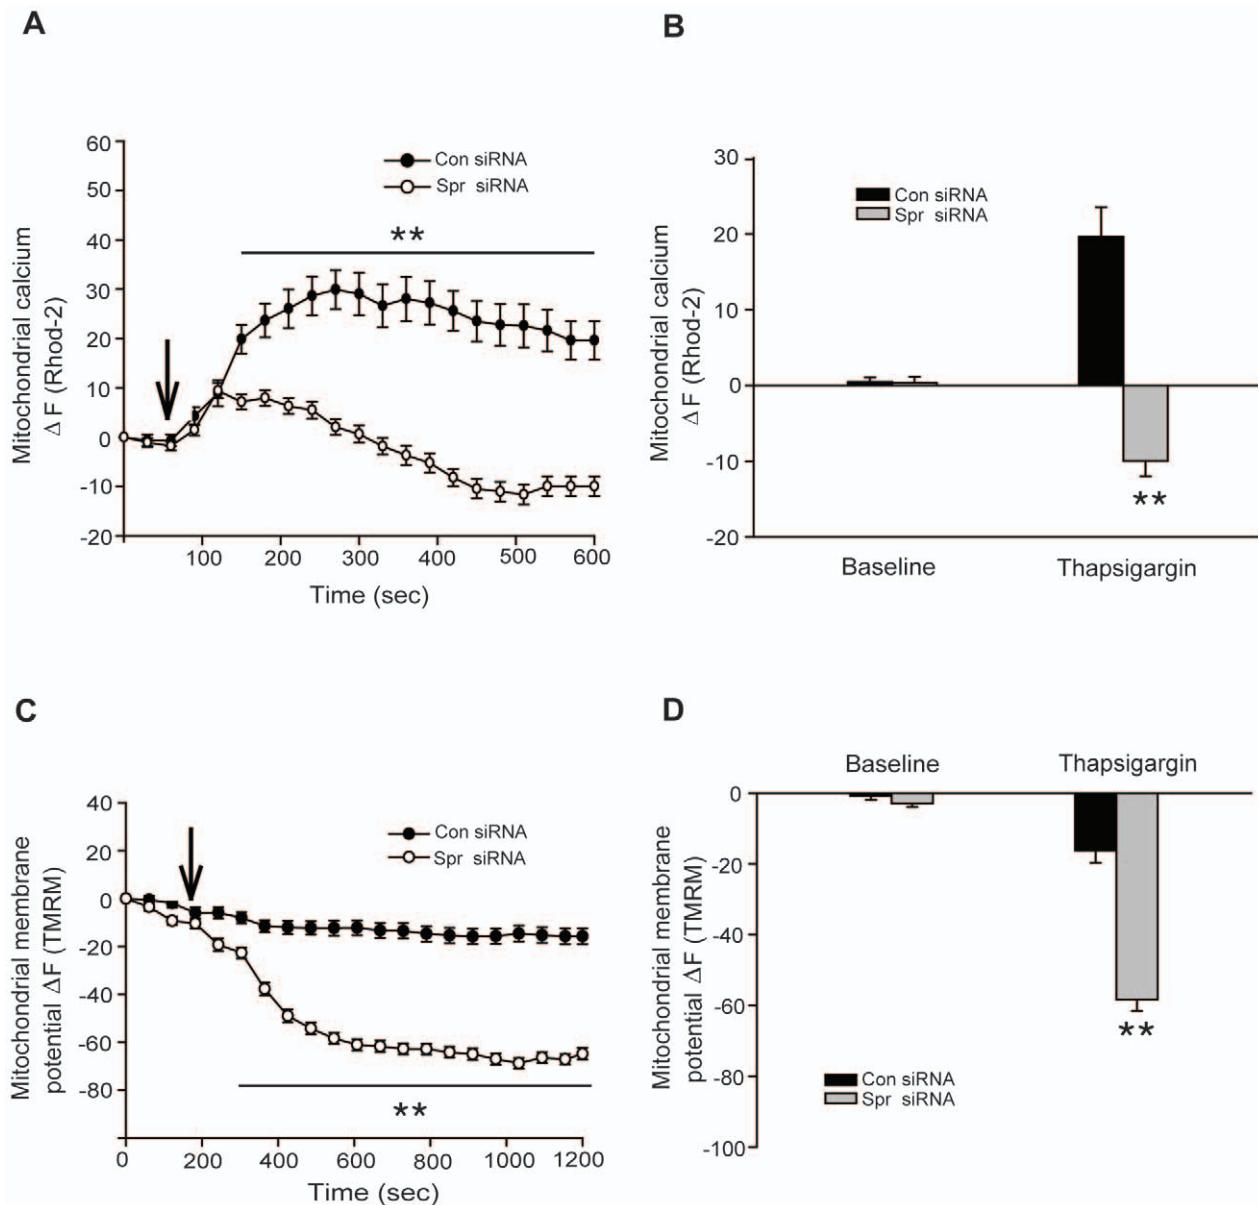 A
B
60
50
40
30
20
10
0
-10
-20
Mitochondrial calcium
Δ F (Rhod-2)
Con siRNA
Spr siRNA
**
100
200
300
400
500
600
Time (sec)
30
20
10
0
-10
-20
Mitochondrial calcium
Δ F (Rhod-2)
Con siRNA
Spr siRNA
**
Baseline
Thapsigargin
C
D
40
20
0
-20
-40
-60
-80
Mitochondrial membrane
potential ΔF (TMRM)
Con siRNA
Spr siRNA
**
0
200
400
600
800
1000
1200
Time (sec)
Baseline
Thapsigargin
0
-20
-40
-60
-80
-100
Mitochondrial membrane
potential ΔF (TMRM)
**
Con siRNA
Spr siRNA